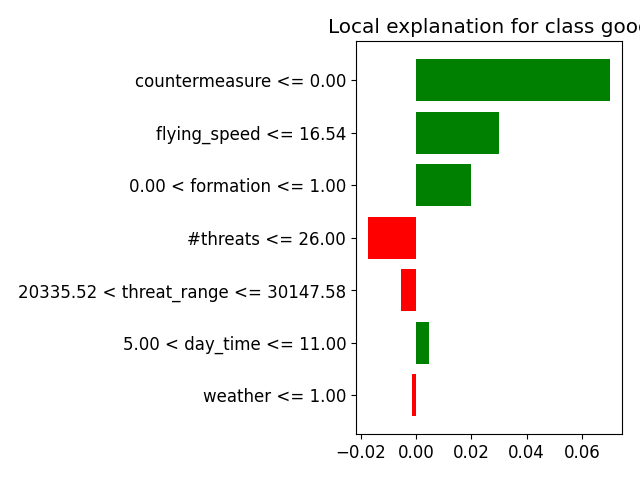 Local explanation for class good
countermeasure <= 0.00
flying_speed <= 16.54
0.00 < formation <= 1.00
#threats <= 26.00
20335.52 < threat_range <= 30147.58
5.00 < day_time <= 11.00
weather <= 1.00
−0.02 0.00 0.02 0.04 0.06